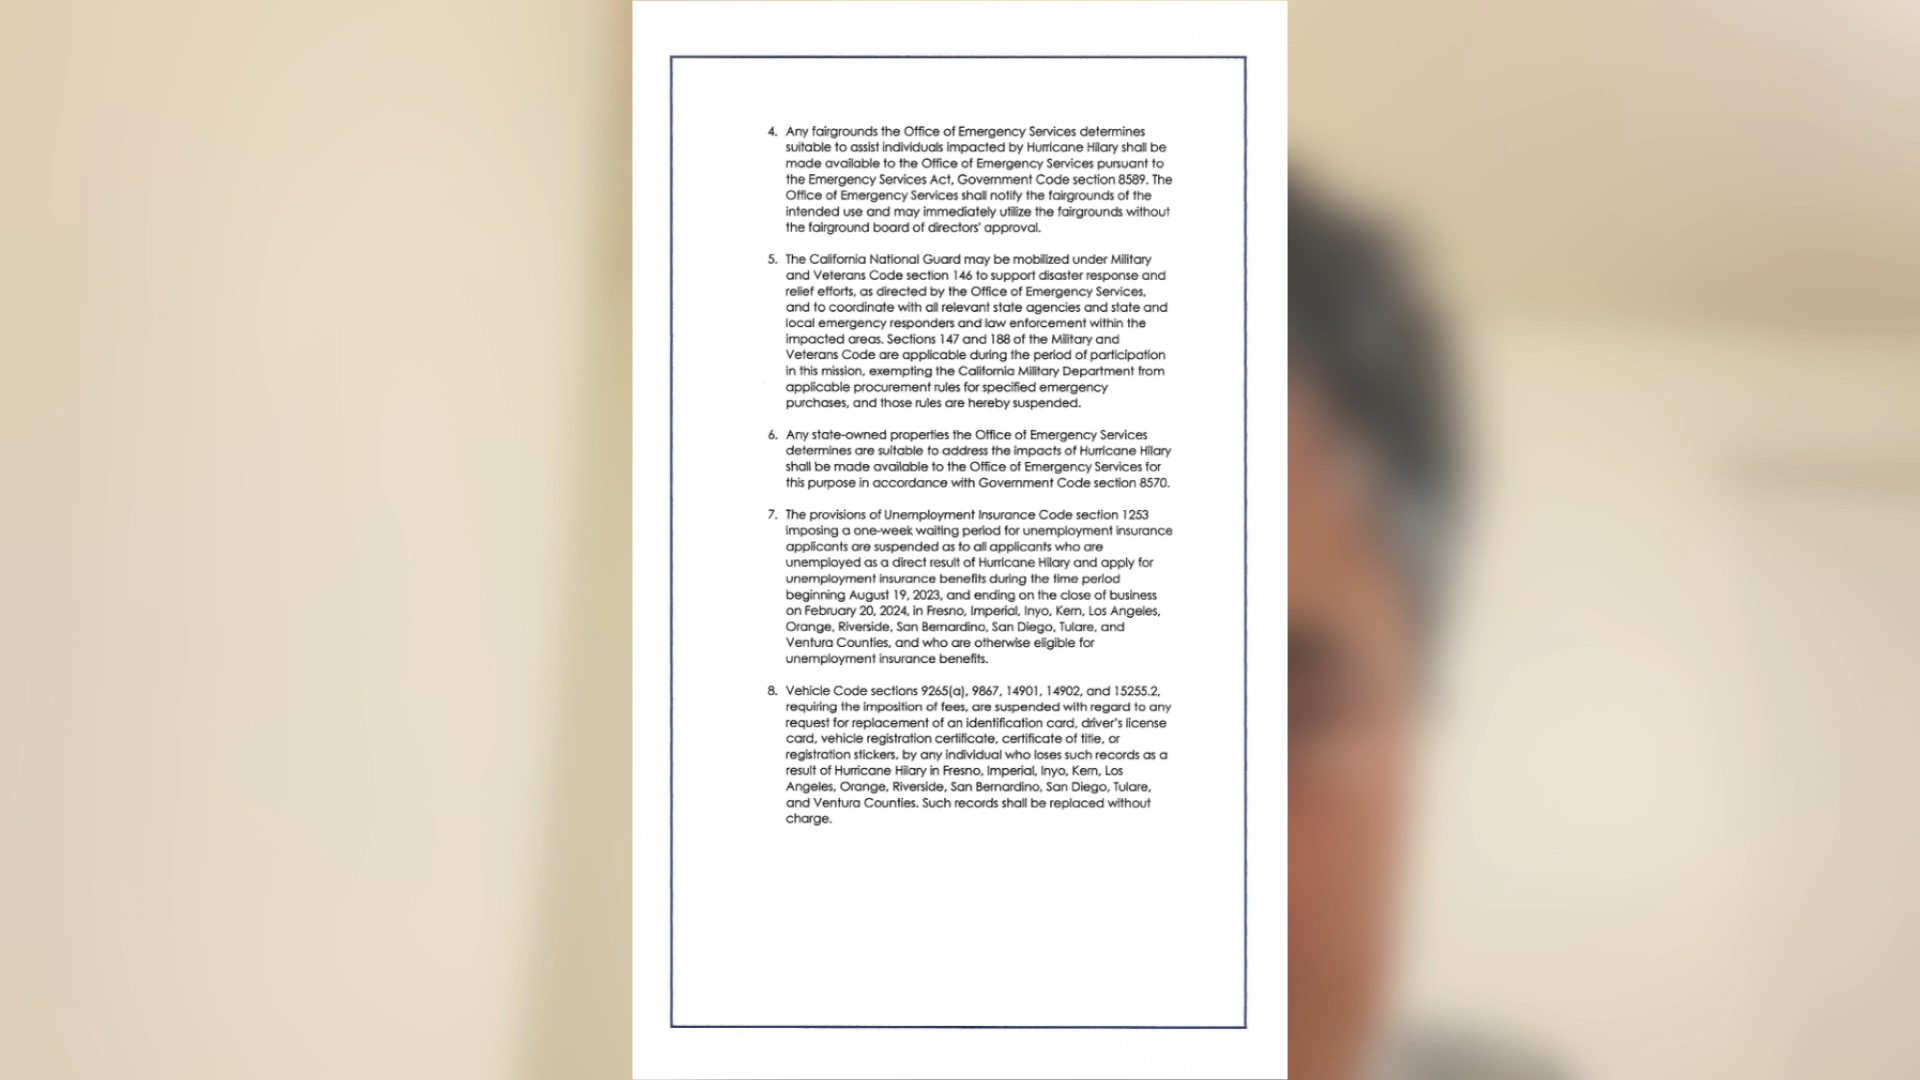 4. Any fairgrounds the Office of Emergency Services determines
suitable to assist individuals impacted by Hurricane Hilary shall be
made available to the Office of Emergency Services pursuant to
the Emergency Services Act, Government Code section 8589. The
Office of Emergency Services shall notify the fairgrounds of the
intended use and may immediately utilize the fairgrounds without
the fairground board of directors' approval.
5. The California National Guard may be mobilized under Military
and Veterans Code section 146 to support disaster response and
relief efforts, as directed by the Office of Emergency Services,
and to coordinate with all relevant state agencies and state and
local emergency responders and law enforcement within the
impacted areas. Sections 147 and 188 of the Military and
Veterans Code are applicable during the period of participation
in this mission, exempting the California Military Department from
applicable procurement rules for specified emergency
purchases, and those rules are hereby suspended.
6. Any state-owned properties the Office of Emergency Services
determines are suitable to address the impacts of Hurricane Hilary
shall be made available to the Office of Emergency Services for
this purpose in accordance with Government Code section 8570.
7. The provisions of Unemployment Insurance Code section 1253
imposing a one-week waiting period for unemployment insurance
applicants are suspended as to all applicants who are
unemployed as a direct result of Hurricane Hilary and apply for
unemployment insurance benefits during the time period
beginning August 19, 2023, and ending on the close of business
on February 20, 2024, in Fresno, Imperial, Inyo, Kern, Los Angeles,
Orange, Riverside, San Bernardino, San Diego, Tulare, and
Ventura Counties, and who are otherwise eligible for
unemployment insurance benefits.
8. Vehicle Code sections 9265(a), 9867, 14901, 14902, and 15255.2,
requiring the imposition of fees, are suspended with regard to any
request for replacement of an identification card, driver's license
card, vehicle registration certificate, certificate of title, or
registration stickers, by any individual who loses such records as a
result of Hurricane Hilary in Fresno, Imperial, Inyo, Kern, Los
Angeles, Orange, Riverside, San Bernardino, San Diego, Tulare,
and Ventura Counties. Such records shall be replaced without
charge.